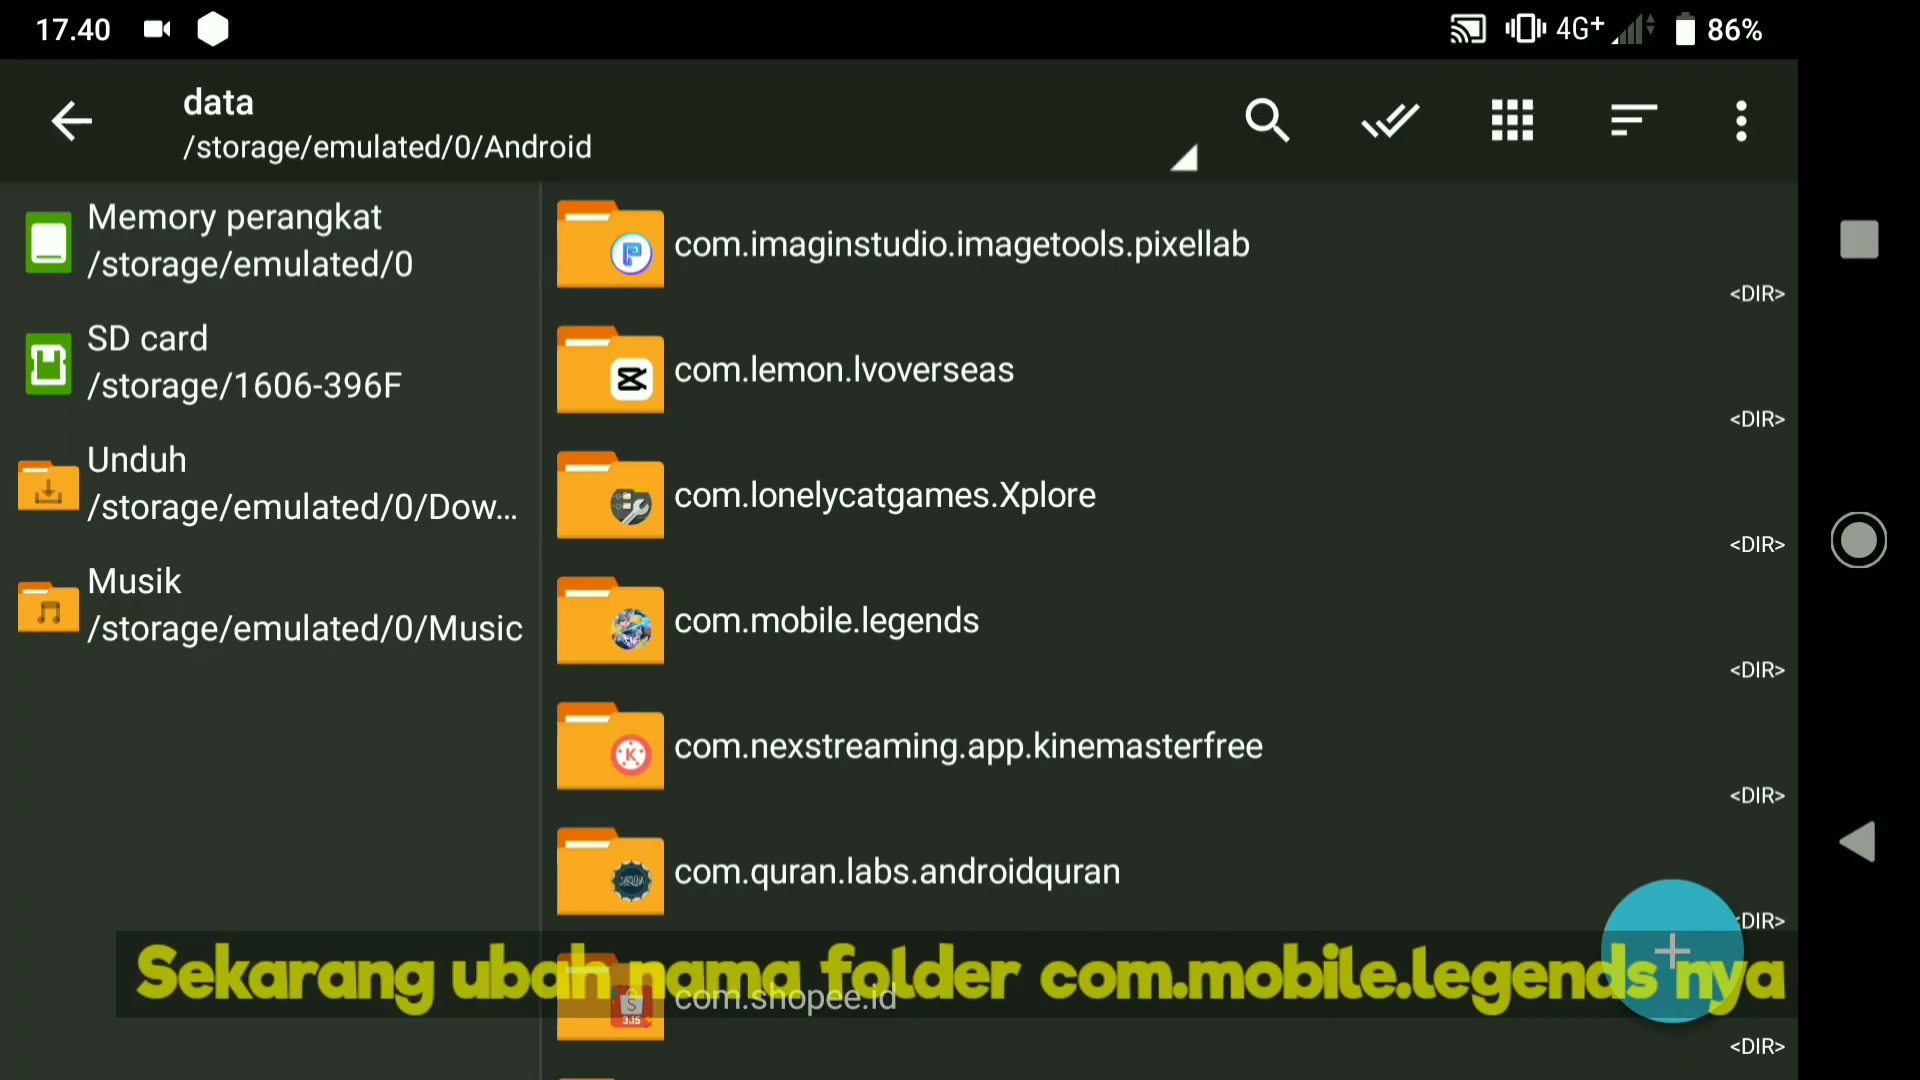 17.40
4G+
86%
data
/storage/emulated/0/Android
Memory perangkat
/storage/emulated/0
SD card
/storage/1606-396F
Unduh
/storage/emulated/0/Dow...
Musik
/storage/emulated/0/Music
com.imaginstudio.imagetools.pixellab
<DIR>
com.lemon.lvoverseas
<DIR>
com.lonelycatgames.Xplore
<DIR>
com.mobile.legends
<DIR>
com.nexstreaming.app.kinemasterfree
<DIR>
com.quran.labs.androidquran
<DIR>
Sekarang ubah nama folder com.mobile.legends nya
com.shopee.id
3.15
<DIR>